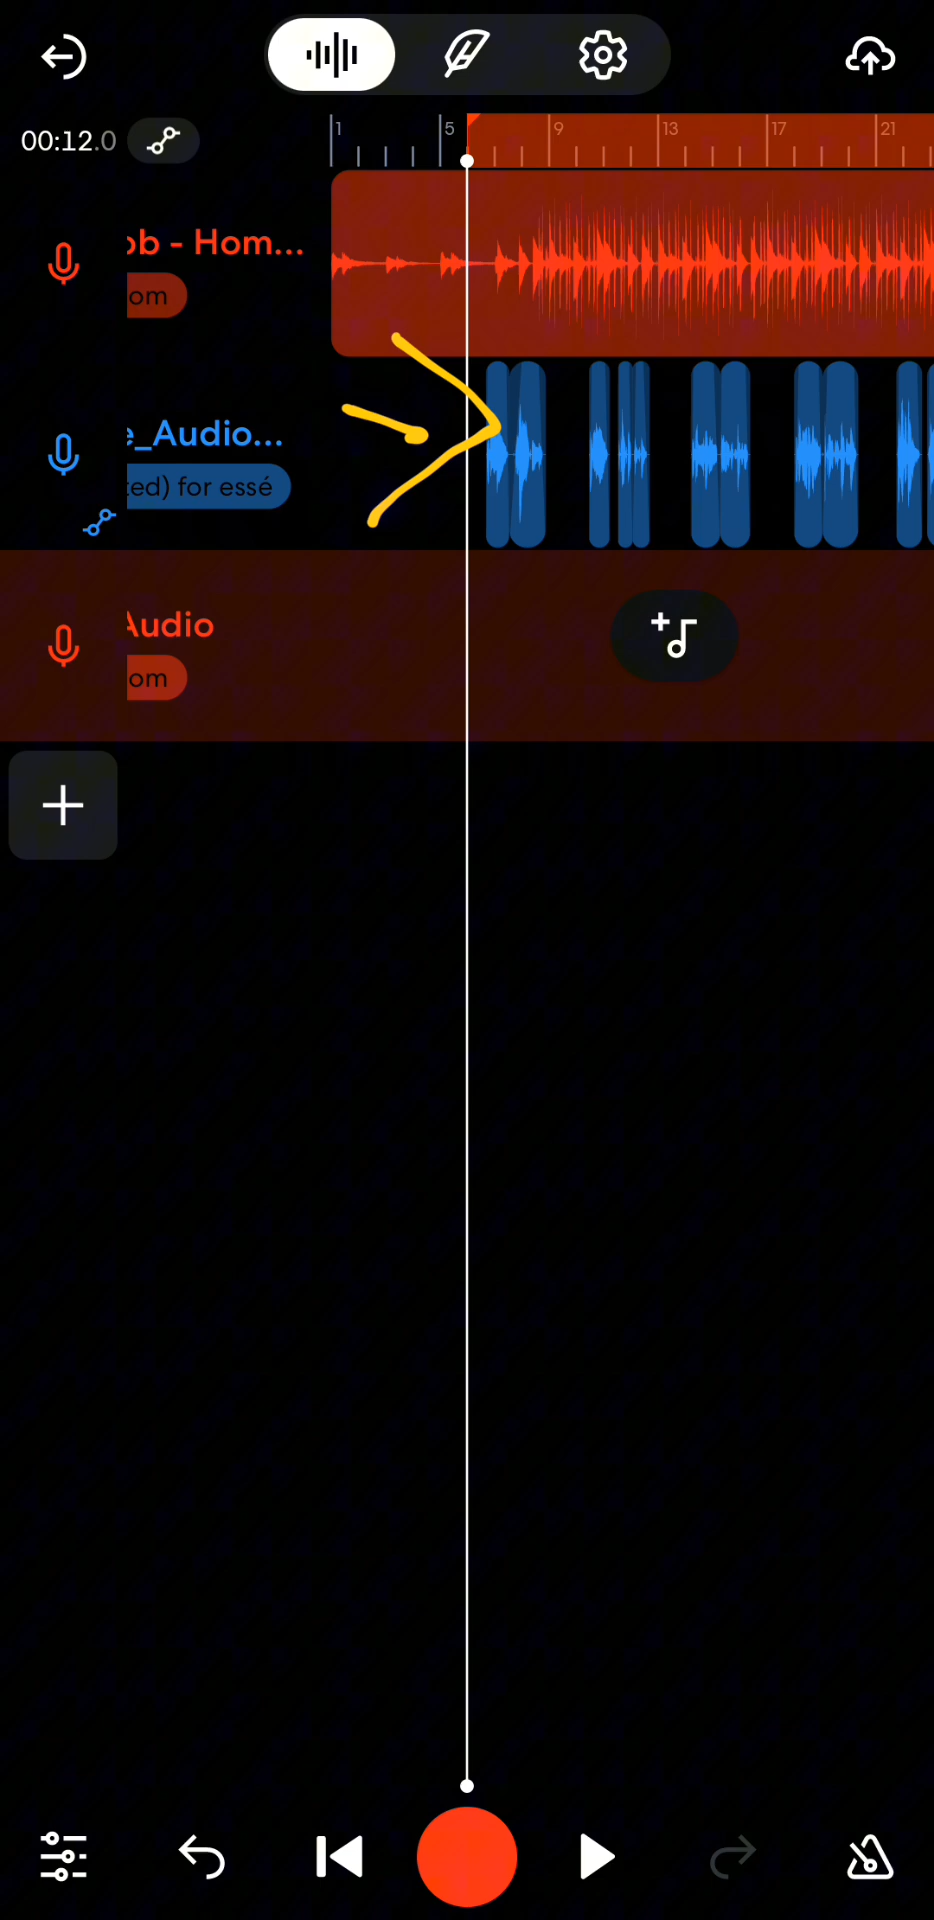 00:12.0
1 5 9 13 17 21
ob - Hom...
om
e_Audio...
ted) for essé
Audio
om